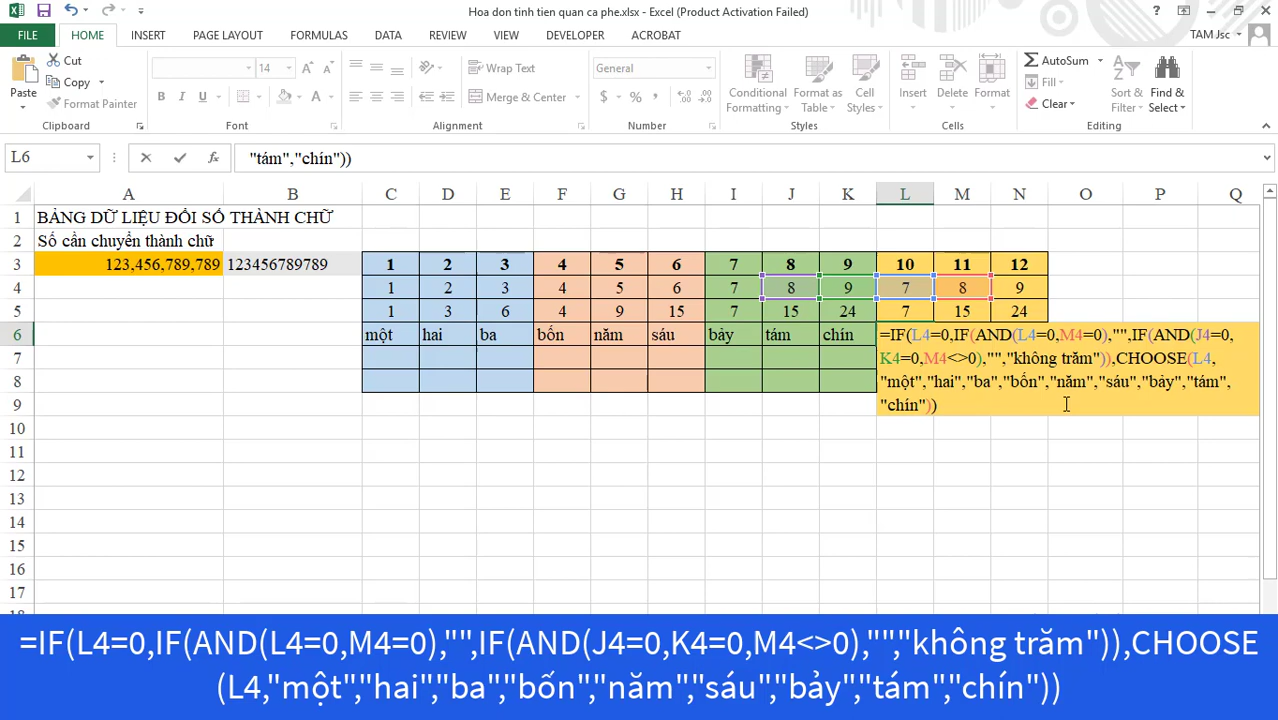 Hoa don tinh tien quan ca phe.xlsx - Excel (Product Activation Failed)
FILE HOME INSERT PAGE LAYOUT FORMULAS DATA REVIEW VIEW DEVELOPER ACROBAT TAM Jsc
Paste Cut Copy Format Painter Clipboard
14 A A B I U A Font
Wrap Text Merge & Center Alignment
General $ % , Number
Conditional Formatting Format as Table Cell Styles Styles
Insert Delete Format Cells
AutoSum Fill Clear Sort & Filter Find & Select Editing
L6 fx "tám","chín"))
A B C D E F G H I J K L M N O P Q
1 BẢNG DỮ LIỆU ĐỔI SỐ THÀNH CHỮ
2 Số cần chuyển thành chữ
3 123,456,789,789 123456789789 1 2 3 4 5 6 7 8 9 10 11 12
4 1 2 3 4 5 6 7 8 9 7 8 9
5 1 3 6 4 9 15 7 15 24 7 15 24
6 một hai ba bốn năm sáu bảy tám chín =IF(L4=0,IF(AND(L4=0,M4=0),"",IF(AND(J4=0,
7 K4=0,M4<>0),"","không trăm")),CHOOSE(L4,
8 "một","hai","ba","bốn","năm","sáu","bảy","tám",
9 "chín"))
10
11
12
13
14
15
16
17
=IF(L4=0,IF(AND(L4=0,M4=0),"",IF(AND(J4=0,K4=0,M4<>0),"""không trăm")),CHOOSE
(L4,"một","hai","ba","bốn","năm","sáu","bảy","tám","chín"))